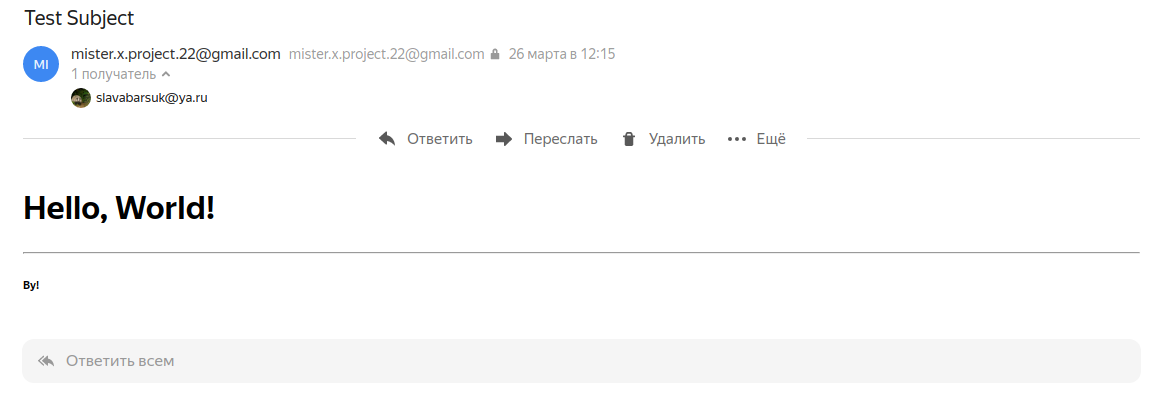 Test Subject
MI
mister.x.project.22@gmail.com mister.x.project.22@gmail.com 26 марта в 12:15
1 получатель
slavabarsuk@ya.ru
Ответить Переслать Удалить Ещё
Hello, World!
By!
Ответить всем